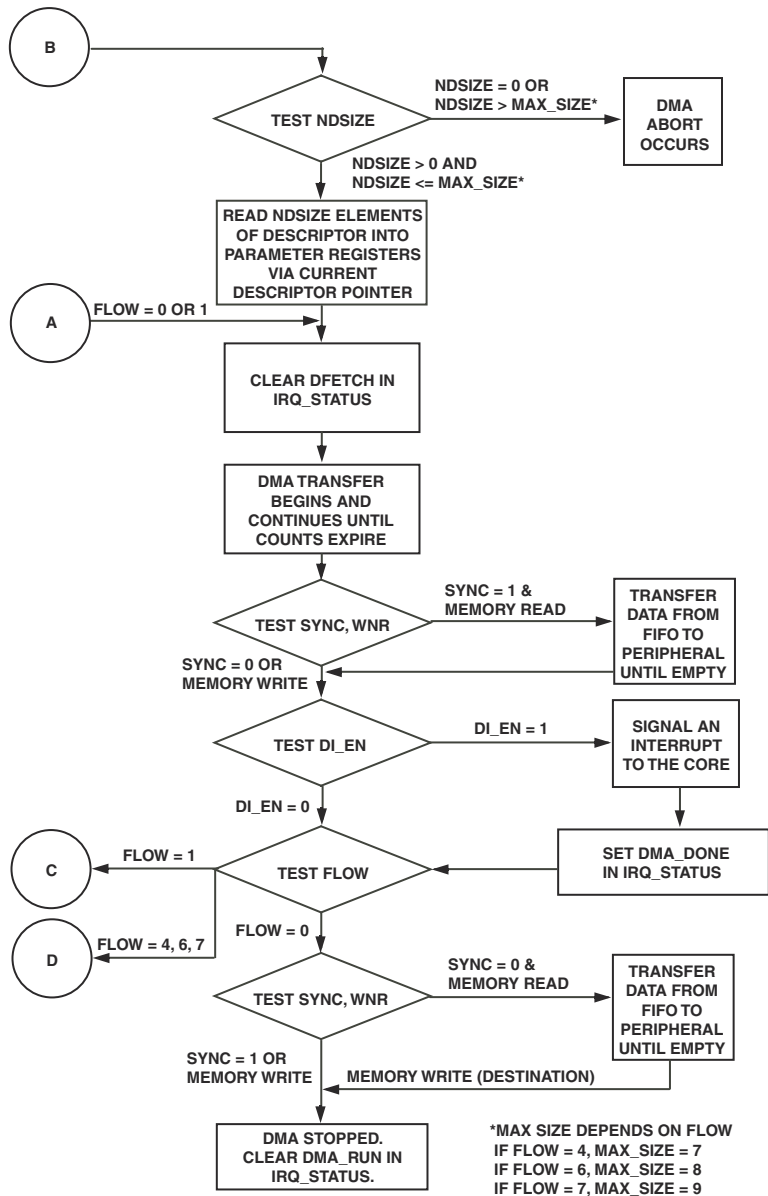 B
TEST NDSIZE
NDSIZE = 0 OR
NDSIZE > MAX_SIZE*
DMA
ABORT
OCCURS
NDSIZE > 0 AND
NDSIZE <= MAX_SIZE*
READ NDSIZE ELEMENTS
OF DESCRIPTOR INTO
PARAMETER REGISTERS
VIA CURRENT
DESCRIPTOR POINTER
A
FLOW = 0 OR 1
CLEAR DFETCH IN
IRQ_STATUS
DMA TRANSFER
BEGINS AND
CONTINUES UNTIL
COUNTS EXPIRE
TEST SYNC, WNR
SYNC = 1 &
MEMORY READ
TRANSFER
DATA FROM
FIFO TO
PERIPHERAL
UNTIL EMPTY
SYNC = 0 OR
MEMORY WRITE
TEST DI_EN
DI_EN = 1
SIGNAL AN
INTERRUPT
TO THE CORE
DI_EN = 0
SET DMA_DONE
IN IRQ_STATUS
TEST FLOW
FLOW = 1
C
FLOW = 4, 6, 7
D
FLOW = 0
TEST SYNC, WNR
SYNC = 0 &
MEMORY READ
TRANSFER
DATA FROM
FIFO TO
PERIPHERAL
UNTIL EMPTY
SYNC = 1 OR
MEMORY WRITE
MEMORY WRITE (DESTINATION)
DMA STOPPED.
CLEAR DMA_RUN IN
IRQ_STATUS.
*MAX SIZE DEPENDS ON FLOW
IF FLOW = 4, MAX_SIZE = 7
IF FLOW = 6, MAX_SIZE = 8
IF FLOW = 7, MAX_SIZE = 9